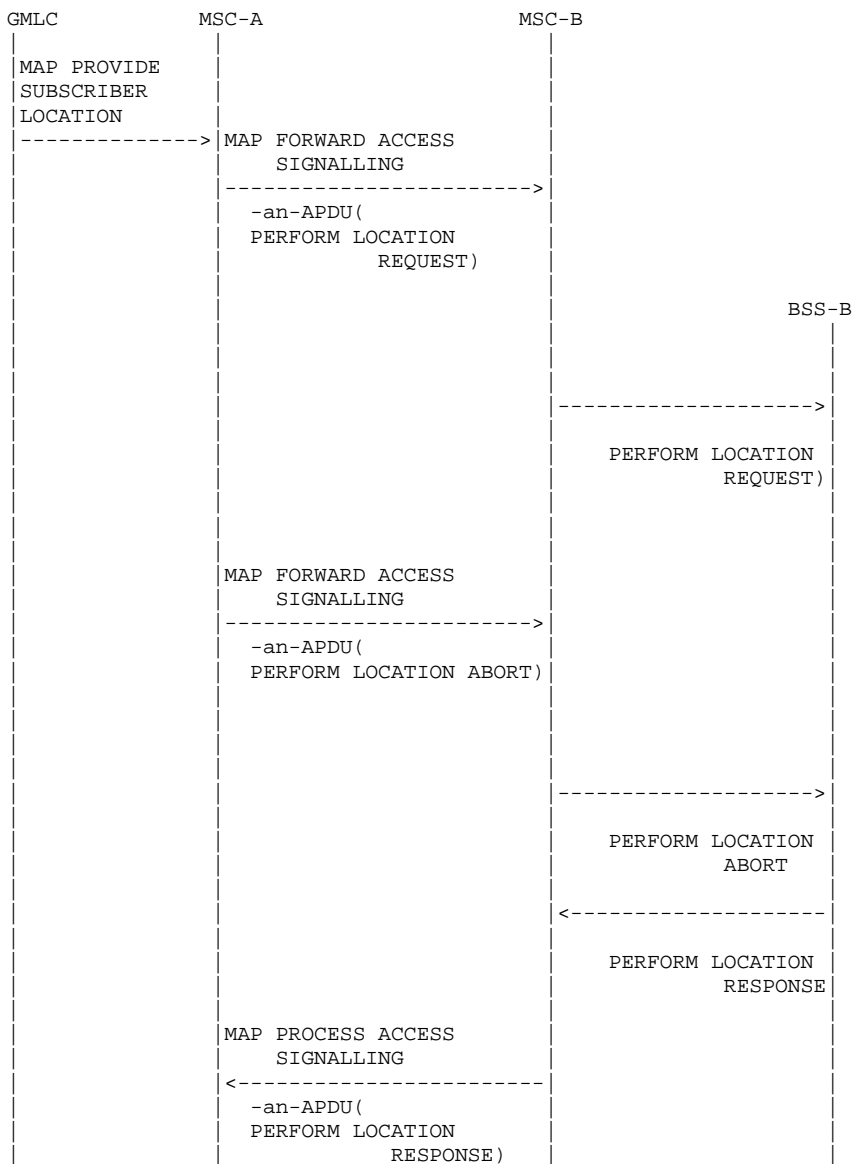 GMLC MSC-A MSC-B
MAP PROVIDE
SUBSCRIBER
LOCATION
-------------->MAP FORWARD ACCESS
SIGNALLING
------------------------>
-an-APDU(
PERFORM LOCATION
REQUEST)
BSS-B
-------------------->
PERFORM LOCATION
REQUEST)
MAP FORWARD ACCESS
SIGNALLING
------------------------>
-an-APDU(
PERFORM LOCATION ABORT)
-------------------->
PERFORM LOCATION
ABORT
<--------------------
PERFORM LOCATION
RESPONSE
MAP PROCESS ACCESS
SIGNALLING
<------------------------
-an-APDU(
PERFORM LOCATION
RESPONSE)